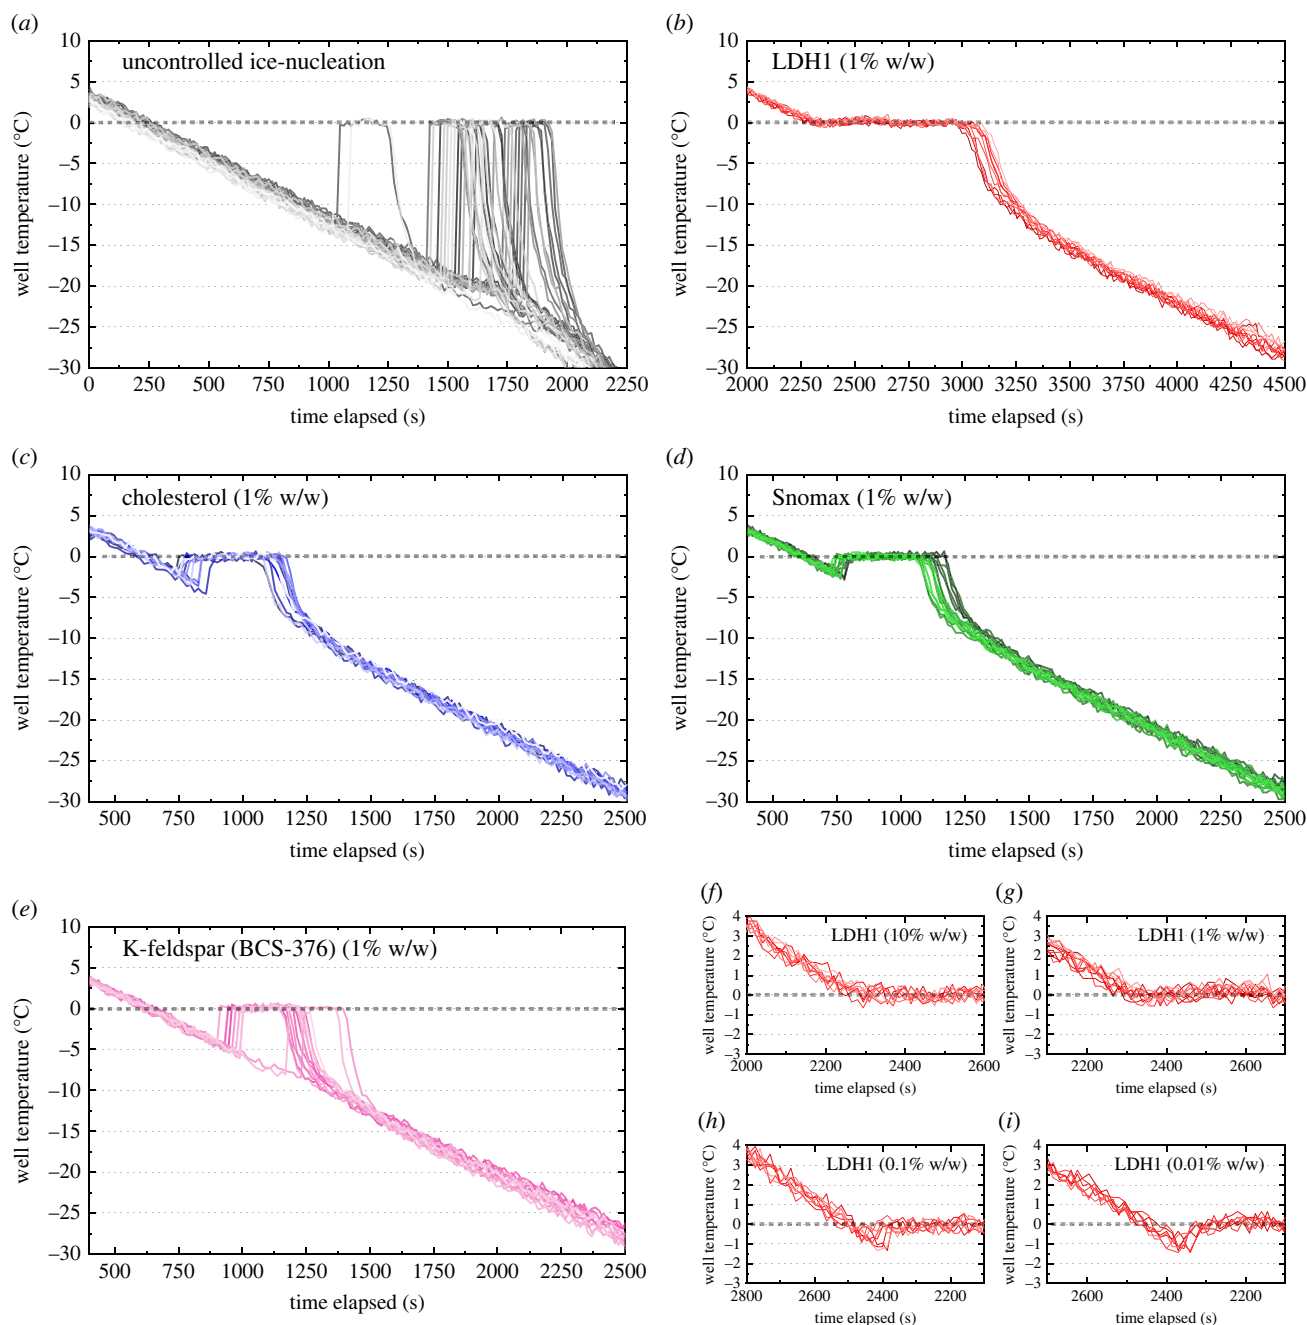 (a)
uncontrolled ice-nucleation
well temperature (°C)
10
5
0
−5
−10
−15
−20
−25
−30
0 250 500 750 1000 1250 1500 1750 2000 2250
time elapsed (s)
(b)
LDH1 (1% w/w)
well temperature (°C)
10
5
0
−5
−10
−15
−20
−25
−30
2000 2250 2500 2750 3000 3250 3500 3750 4000 4250 4500
time elapsed (s)
(c)
cholesterol (1% w/w)
well temperature (°C)
10
5
0
−5
−10
−15
−20
−25
−30
500 750 1000 1250 1500 1750 2000 2250 2500
time elapsed (s)
(d)
Snomax (1% w/w)
well temperature (°C)
10
5
0
−5
−10
−15
−20
−25
−30
500 750 1000 1250 1500 1750 2000 2250 2500
time elapsed (s)
(e)
K-feldspar (BCS-376) (1% w/w)
well temperature (°C)
10
5
0
−5
−10
−15
−20
−25
−30
500 750 1000 1250 1500 1750 2000 2250 2500
time elapsed (s)
(f)
LDH1 (10% w/w)
well temperature (°C)
4
3
2
1
0
−1
−2
−3
2000 2200 2400 2600
time elapsed (s)
(g)
LDH1 (1% w/w)
well temperature (°C)
4
3
2
1
0
−1
−2
−3
2200 2400 2600
time elapsed (s)
(h)
LDH1 (0.1% w/w)
well temperature (°C)
4
3
2
1
0
−1
−2
−3
2800 2600 2400 2200
time elapsed (s)
(i)
LDH1 (0.01% w/w)
well temperature (°C)
4
3
2
1
0
−1
−2
−3
2600 2400 2200
time elapsed (s)